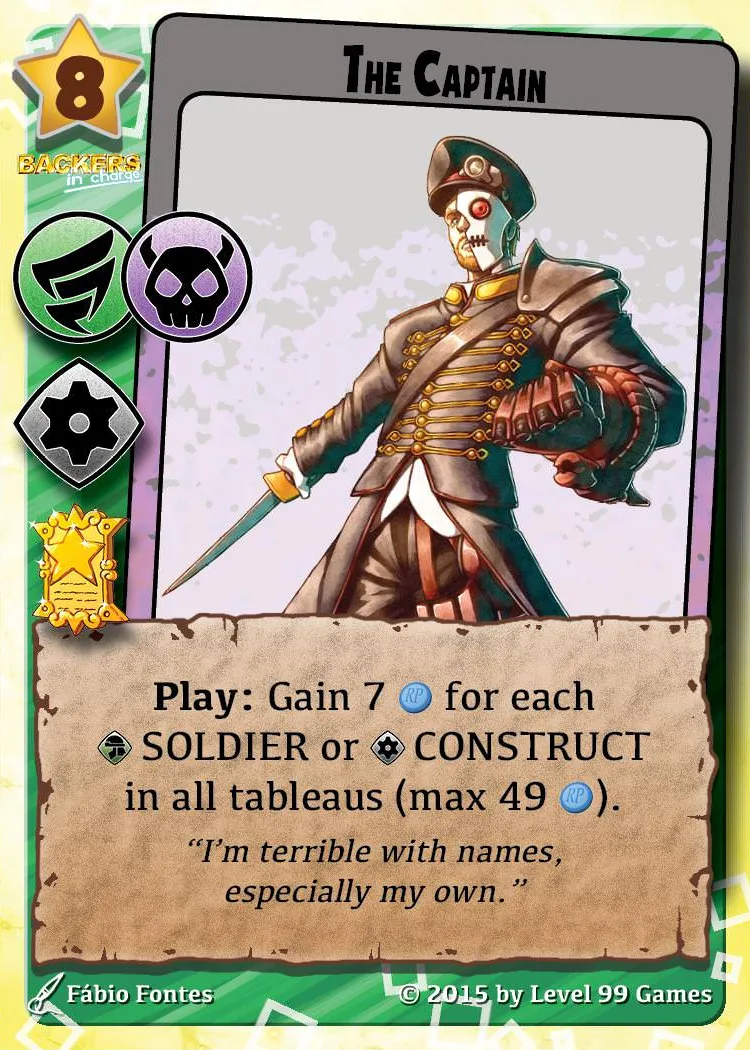 8
The Captain
BACKERS
in charge
Play: Gain 7 RP for each
SOLDIER or CONSTRUCT
in all tableaus (max 49 RP).
“I’m terrible with names,
especially my own.”
Fábio Fontes
© 2015 by Level 99 Games